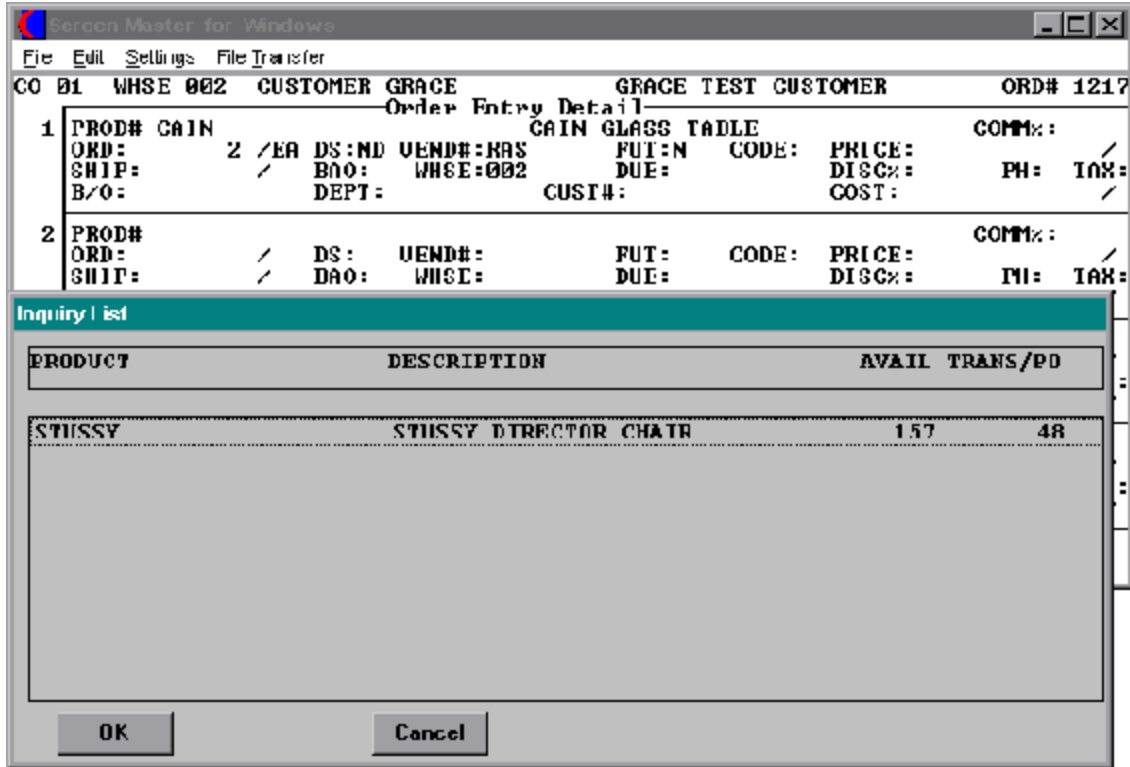 Screen Master for Windows
File Edit Settings File Transfer
CO 01 WHSE 002 CUSTOMER GRACE GRACE TEST CUSTOMER ORD# 1217
Order Entry Detail
1 PROD# CAIN CAIN GLASS TABLE COMM%:
ORD: 2 /EA DS:ND VEND#:KAS FUT:N CODE: PRICE: /
SHIP: / BAO: WHSE:002 DUE: DISC%: PH: TAX:
B/O: DEPT: CUST#: COST: /
2 PROD# COMM%:
ORD: / DS: VEND#: FUT: CODE: PRICE: /
SHIP: / BAO: WHSE: DUE: DISC%: PH: TAX:
Inquiry List
PRODUCT DESCRIPTION AVAIL TRANS/PO
STUSSY STUSSY DIRECTOR CHAIR 157 48
OK Cancel